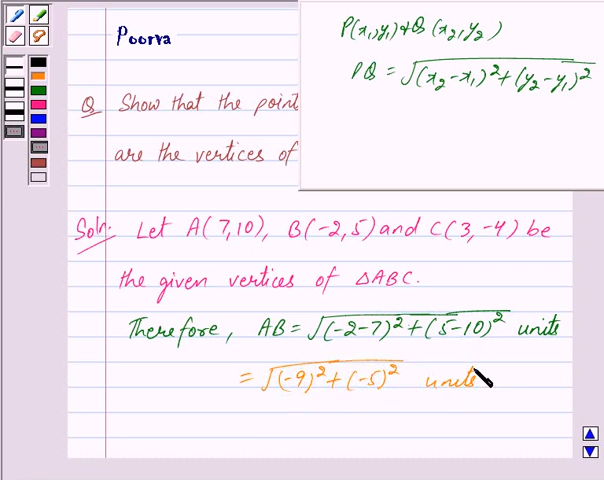 Poorva
P(x₁,y₁) & Q (x₂,y₂)
PQ = √(x₂-x₁)²+(y₂-y₁)²
Q Show that the point
are the vertices of
Soln: Let A(7,10), B(-2,5) and C(3,-4) be
the given vertices of △ABC.
Therefore, AB = √(-2-7)²+(5-10)² units
= √(-9)²+(-5)² units